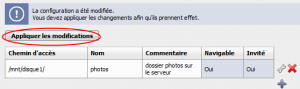 La configuration a été modifiée.
Vous devez appliquer les changements afin qu'ils prennent effet.
Appliquer les modifications
Chemin d'accès Nom Commentaire Navigable Invité
/mnt/disque1/ photos dossier photos sur le serveur Oui Oui